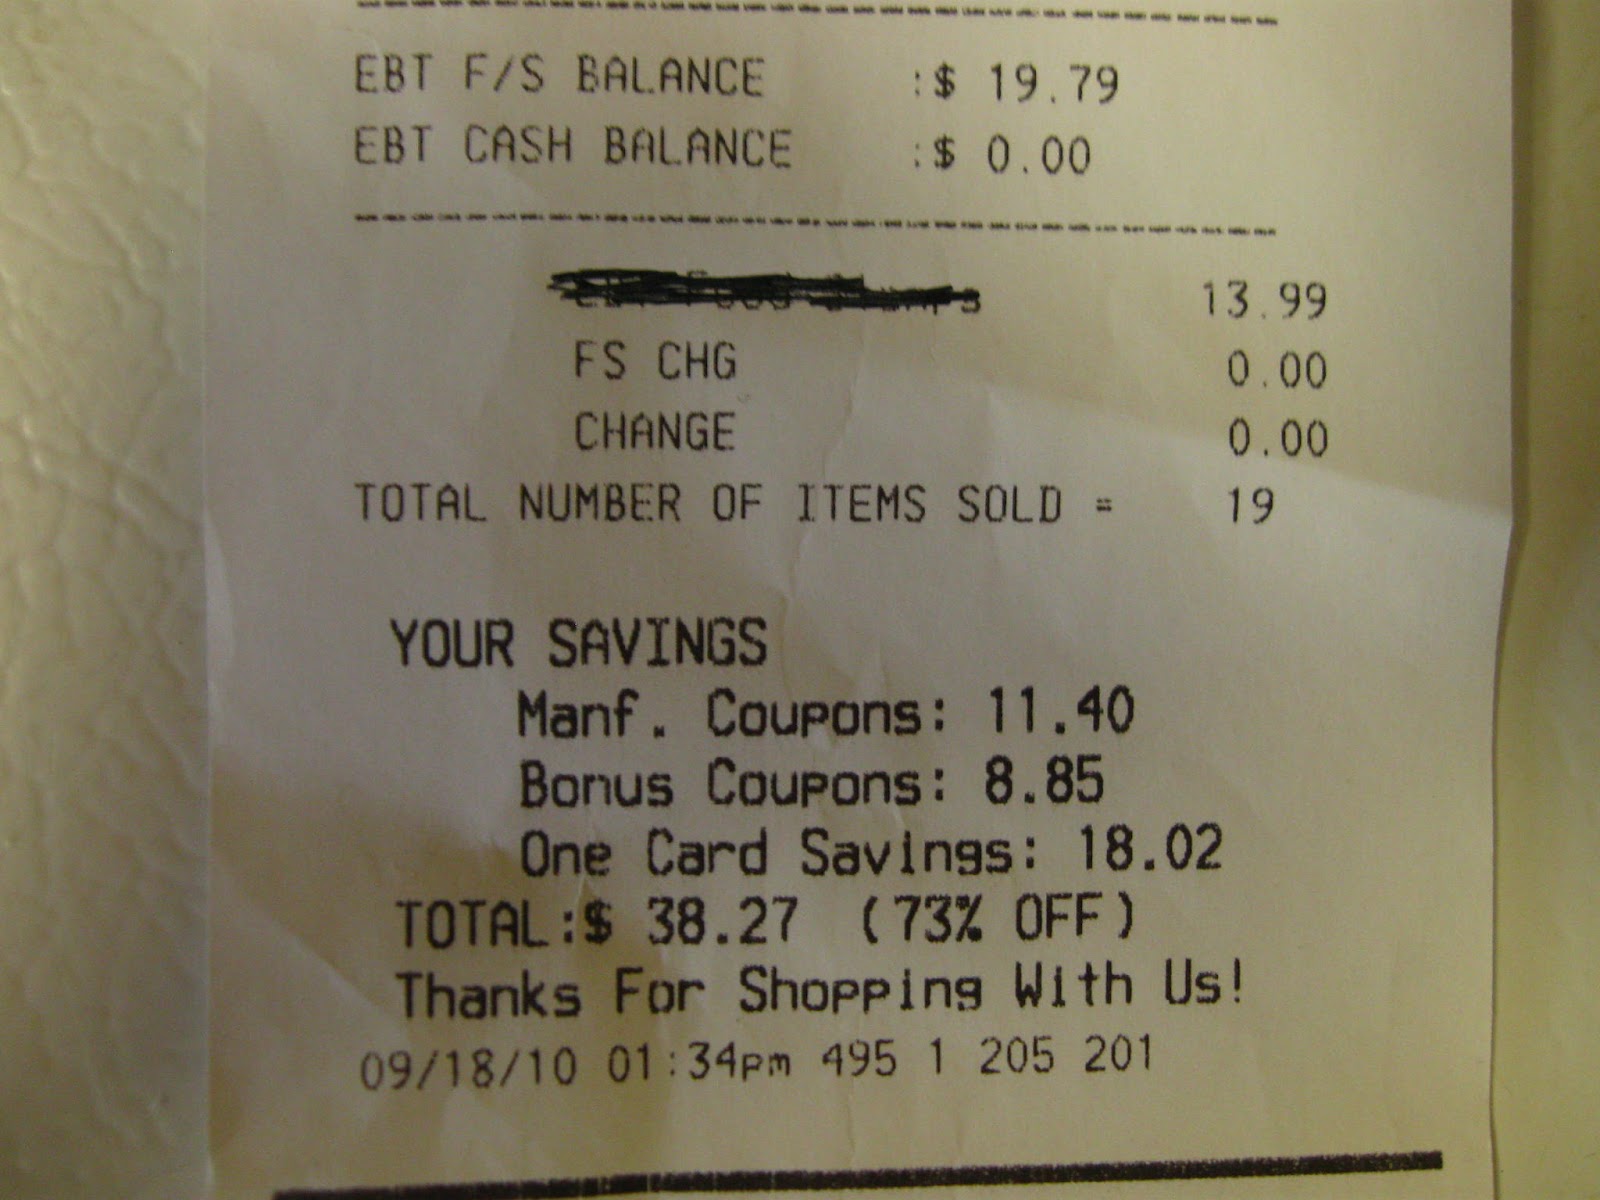 EBT F/S BALANCE :$ 19.79
EBT CASH BALANCE :$ 0.00
13.99
FS CHG 0.00
CHANGE 0.00
TOTAL NUMBER OF ITEMS SOLD = 19
YOUR SAVINGS
Manf. Coupons: 11.40
Bonus Coupons: 8.85
One Card Savings: 18.02
TOTAL:$ 38.27 (73% OFF)
Thanks For Shopping With Us!
09/18/10 01:34pm 495 1 205 201